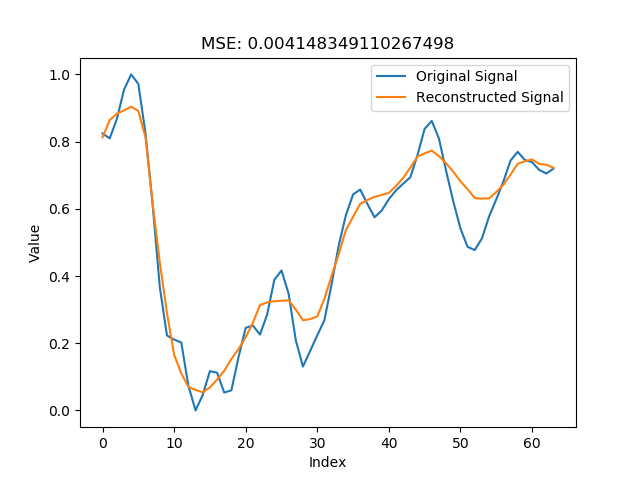 MSE: 0.004148349110267498
Original Signal
Reconstructed Signal
1.0
0.8
0.6
0.4
0.2
0.0
Value
0 10 20 30 40 50 60
Index